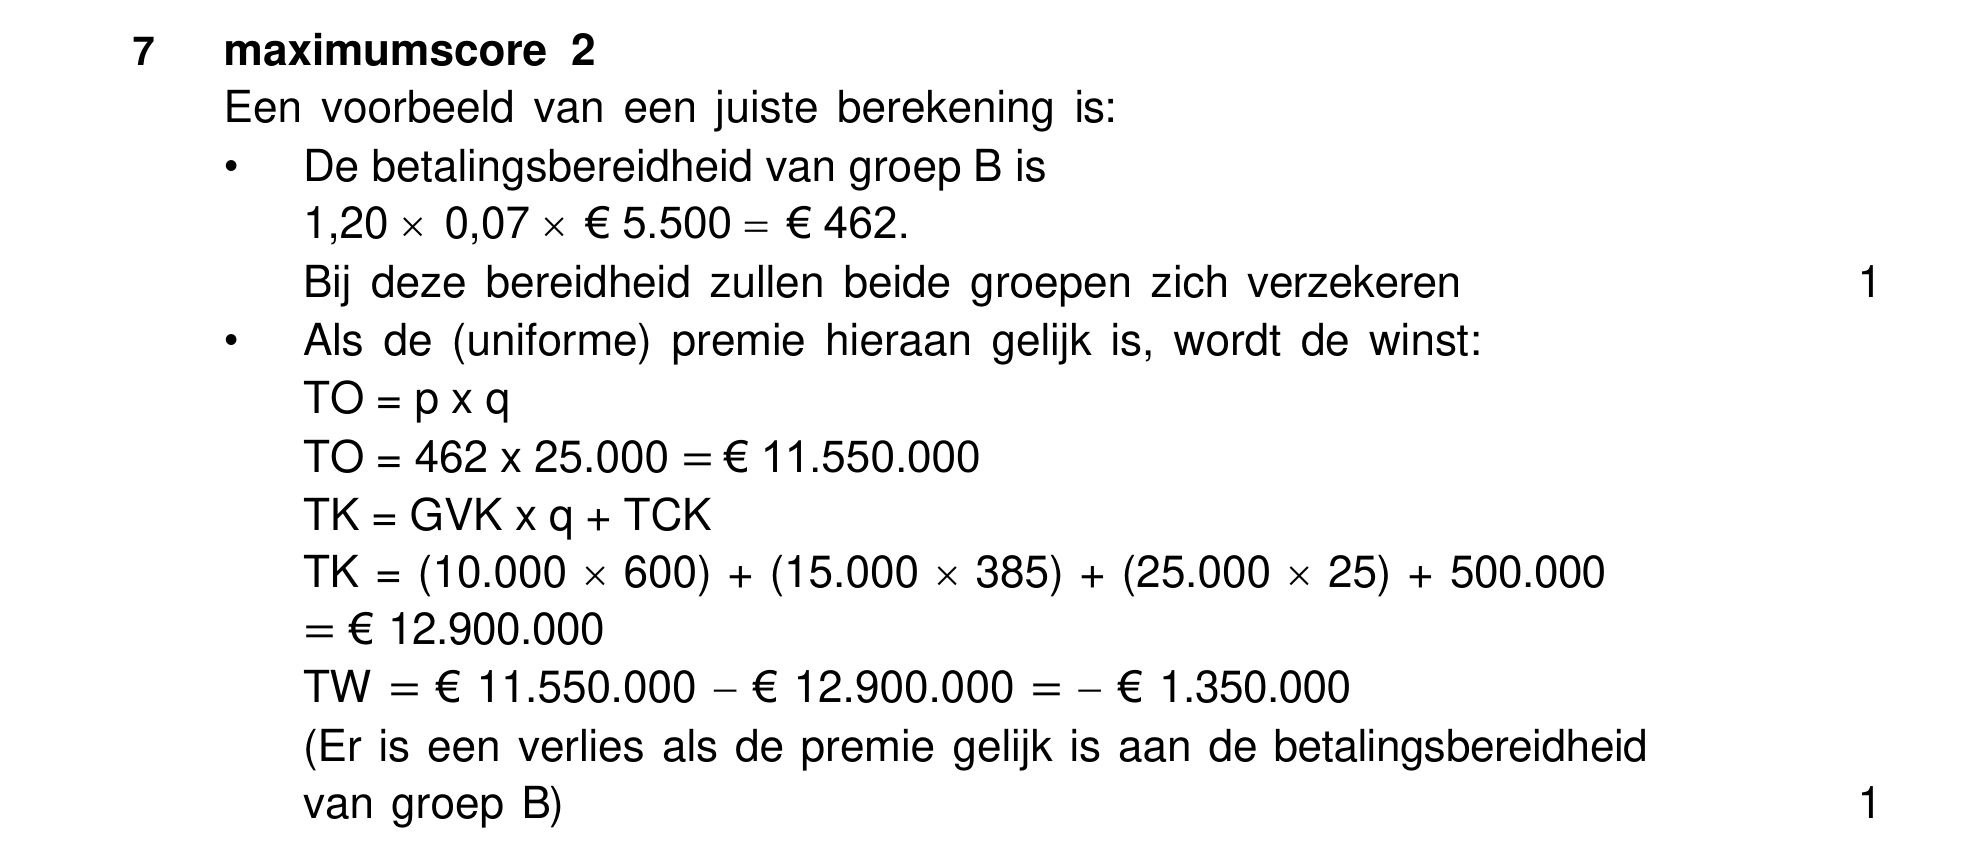 7 maximumscore 2
Een voorbeeld van een juiste berekening is:
• De betalingsbereidheid van groep B is
1,20 × 0,07 × € 5.500 = € 462.
Bij deze bereidheid zullen beide groepen zich verzekeren 1
• Als de (uniforme) premie hieraan gelijk is, wordt de winst:
TO = p x q
TO = 462 x 25.000 = € 11.550.000
TK = GVK x q + TCK
TK = (10.000 × 600) + (15.000 × 385) + (25.000 × 25) + 500.000
= € 12.900.000
TW = € 11.550.000 – € 12.900.000 = – € 1.350.000
(Er is een verlies als de premie gelijk is aan de betalingsbereidheid
van groep B) 1